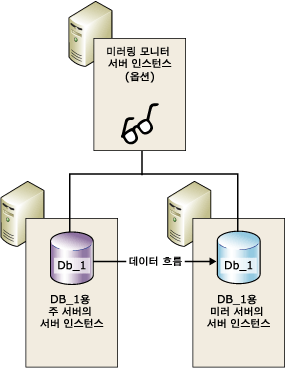 미러링 모니터
서버 인스턴스
(옵션)
Db_1
데이터 흐름
Db_1
DB_1용
주 서버의
서버 인스턴스
DB_1용
미러 서버의
서버 인스턴스